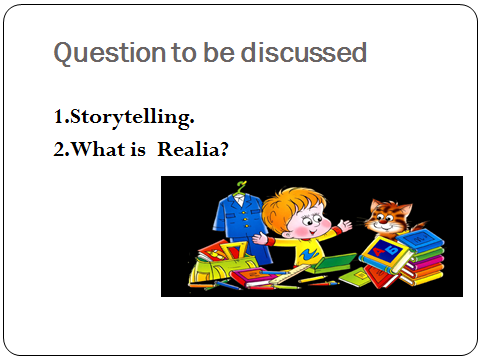 Question to be discussed
1.Storytelling.
2.What is Realia?
А Б